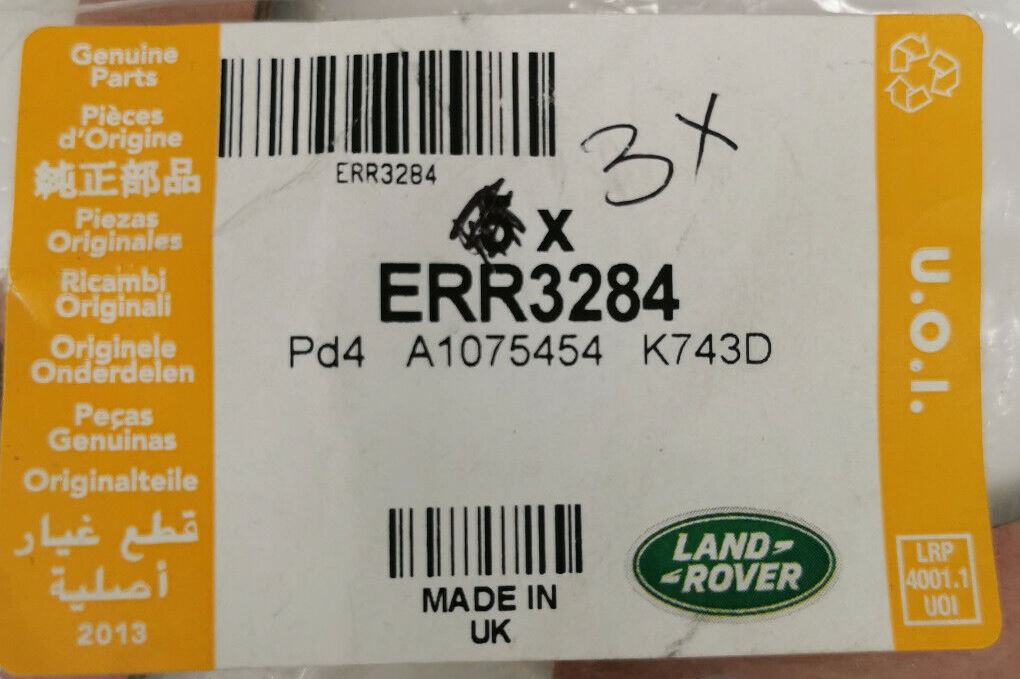 Genuine
Parts
Pièces
d'Origine
純正部品
Piezas
Originales
Ricambi
Originali
Originele
Onderdelen
Peças
Genuinas
Originalteile
قطع غيار
أصلية
2013
ERR3284
3x
x
ERR3284
Pd4 A1075454 K743D
MADE IN
UK
LAND-
-ROVER
u.o.l.
LRP
4001.1
UOI